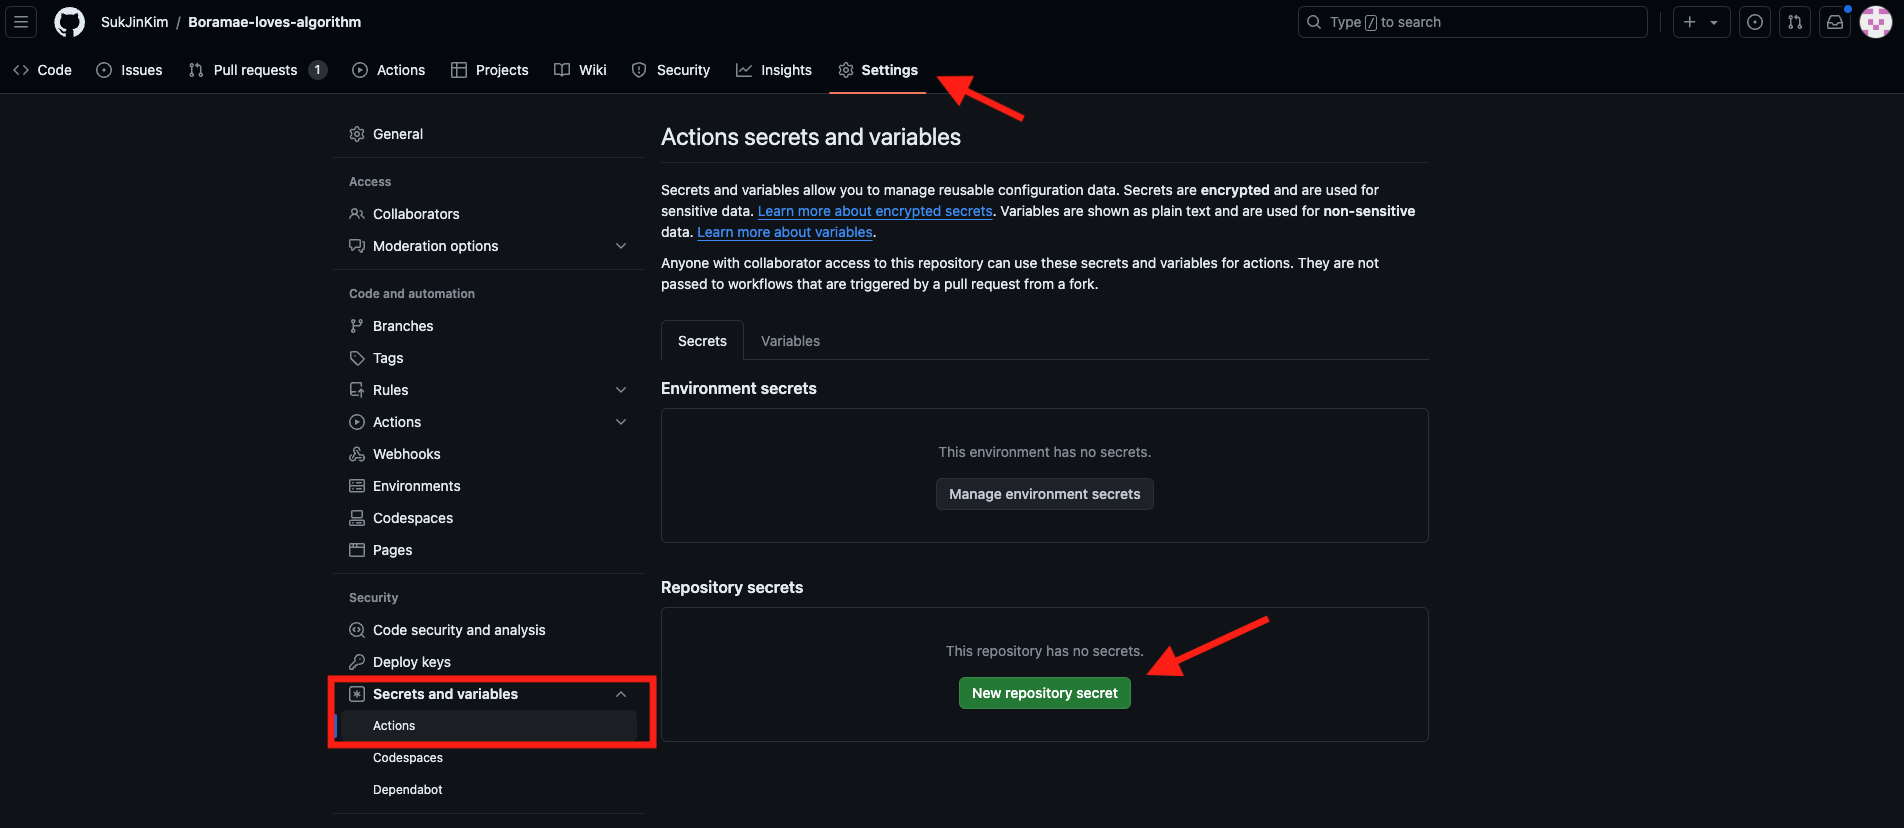 SukJinKim / Boramae-loves-algorithm
Type / to search
Code
Issues
Pull requests 1
Actions
Projects
Wiki
Security
Insights
Settings
General
Access
Collaborators
Moderation options
Code and automation
Branches
Tags
Rules
Actions
Webhooks
Environments
Codespaces
Pages
Security
Code security and analysis
Deploy keys
Secrets and variables
Actions
Codespaces
Dependabot
Actions secrets and variables
Secrets and variables allow you to manage reusable configuration data. Secrets are encrypted and are used for
sensitive data. Learn more about encrypted secrets. Variables are shown as plain text and are used for non-sensitive
data. Learn more about variables.
Anyone with collaborator access to this repository can use these secrets and variables for actions. They are not
passed to workflows that are triggered by a pull request from a fork.
Secrets
Variables
Environment secrets
This environment has no secrets.
Manage environment secrets
Repository secrets
This repository has no secrets.
New repository secret